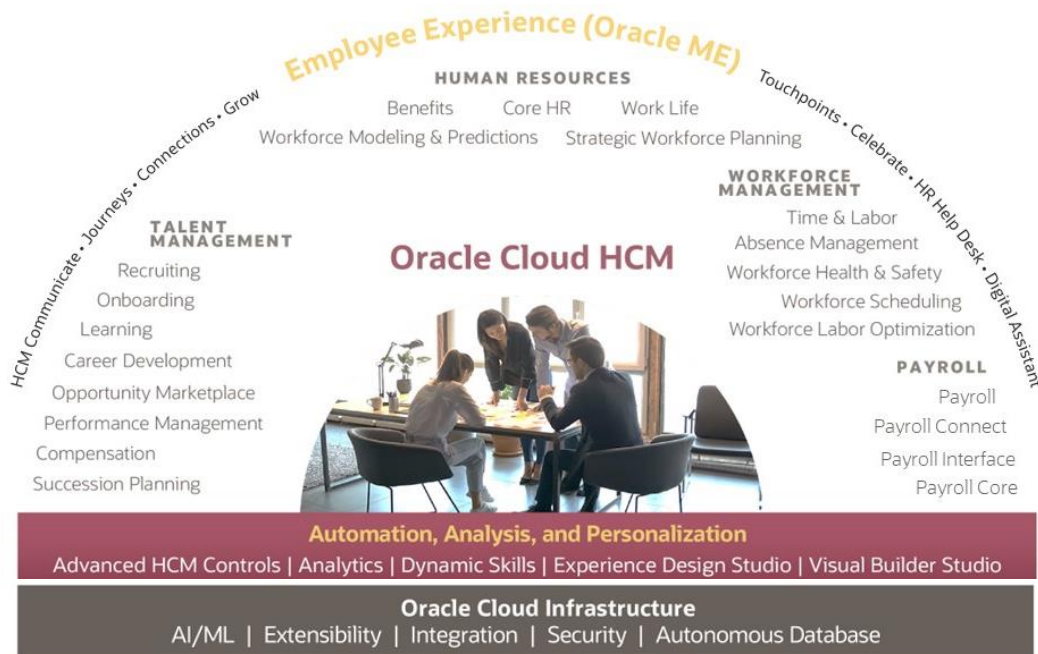 Employee Experience (Oracle ME)
HCM Communicate • Journeys • Connections • Grow
Touchpoints • Celebrate • HR Help Desk • Digital Assistant
HUMAN RESOURCES
Benefits Core HR Work Life
Workforce Modeling & Predictions Strategic Workforce Planning
TALENT
MANAGEMENT
Recruiting
Onboarding
Learning
Career Development
Opportunity Marketplace
Performance Management
Compensation
Succession Planning
Oracle Cloud HCM
WORKFORCE
MANAGEMENT
Time & Labor
Absence Management
Workforce Health & Safety
Workforce Scheduling
Workforce Labor Optimization
PAYROLL
Payroll
Payroll Connect
Payroll Interface
Payroll Core
Automation, Analysis, and Personalization
Advanced HCM Controls | Analytics | Dynamic Skills | Experience Design Studio | Visual Builder Studio
Oracle Cloud Infrastructure
AI/ML | Extensibility | Integration | Security | Autonomous Database